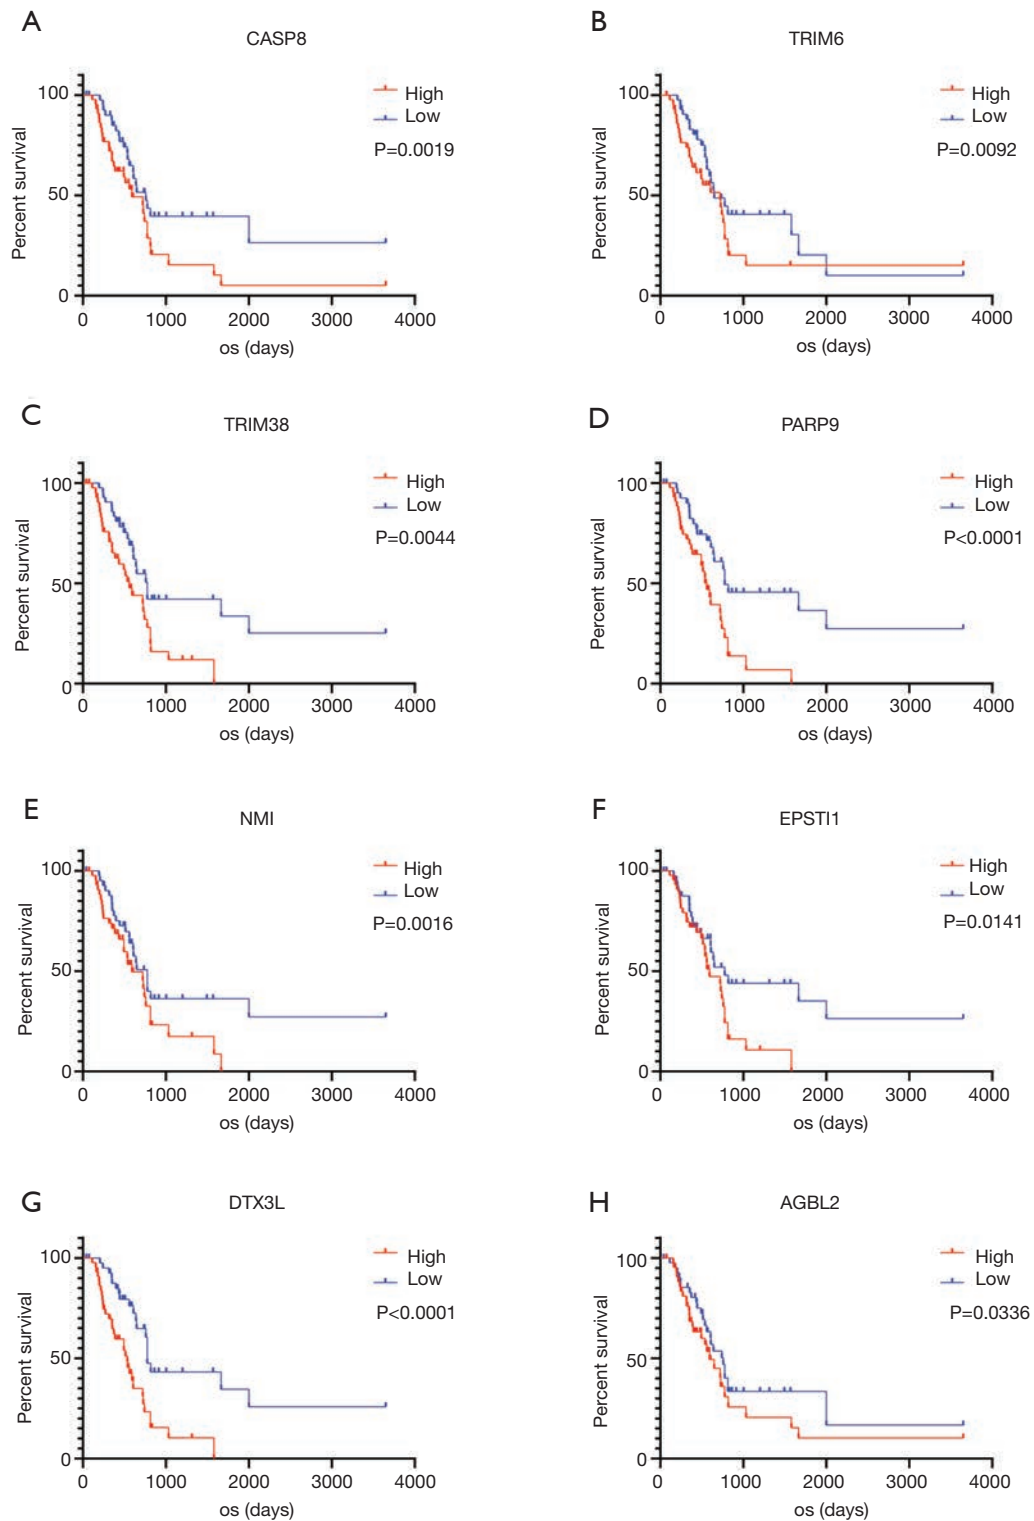 A
CASP8
100
50
0
Percent survival
High
Low
P=0.0019
0 1000 2000 3000 4000
os (days)
B
TRIM6
100
50
0
Percent survival
High
Low
P=0.0092
0 1000 2000 3000 4000
os (days)
C
TRIM38
100
50
0
Percent survival
High
Low
P=0.0044
0 1000 2000 3000 4000
os (days)
D
PARP9
100
50
0
Percent survival
High
Low
P<0.0001
0 1000 2000 3000 4000
os (days)
E
NMI
100
50
0
Percent survival
High
Low
P=0.0016
0 1000 2000 3000 4000
os (days)
F
EPSTI1
100
50
0
Percent survival
High
Low
P=0.0141
0 1000 2000 3000 4000
os (days)
G
DTX3L
100
50
0
Percent survival
High
Low
P<0.0001
0 1000 2000 3000 4000
os (days)
H
AGBL2
100
50
0
Percent survival
High
Low
P=0.0336
0 1000 2000 3000 4000
os (days)